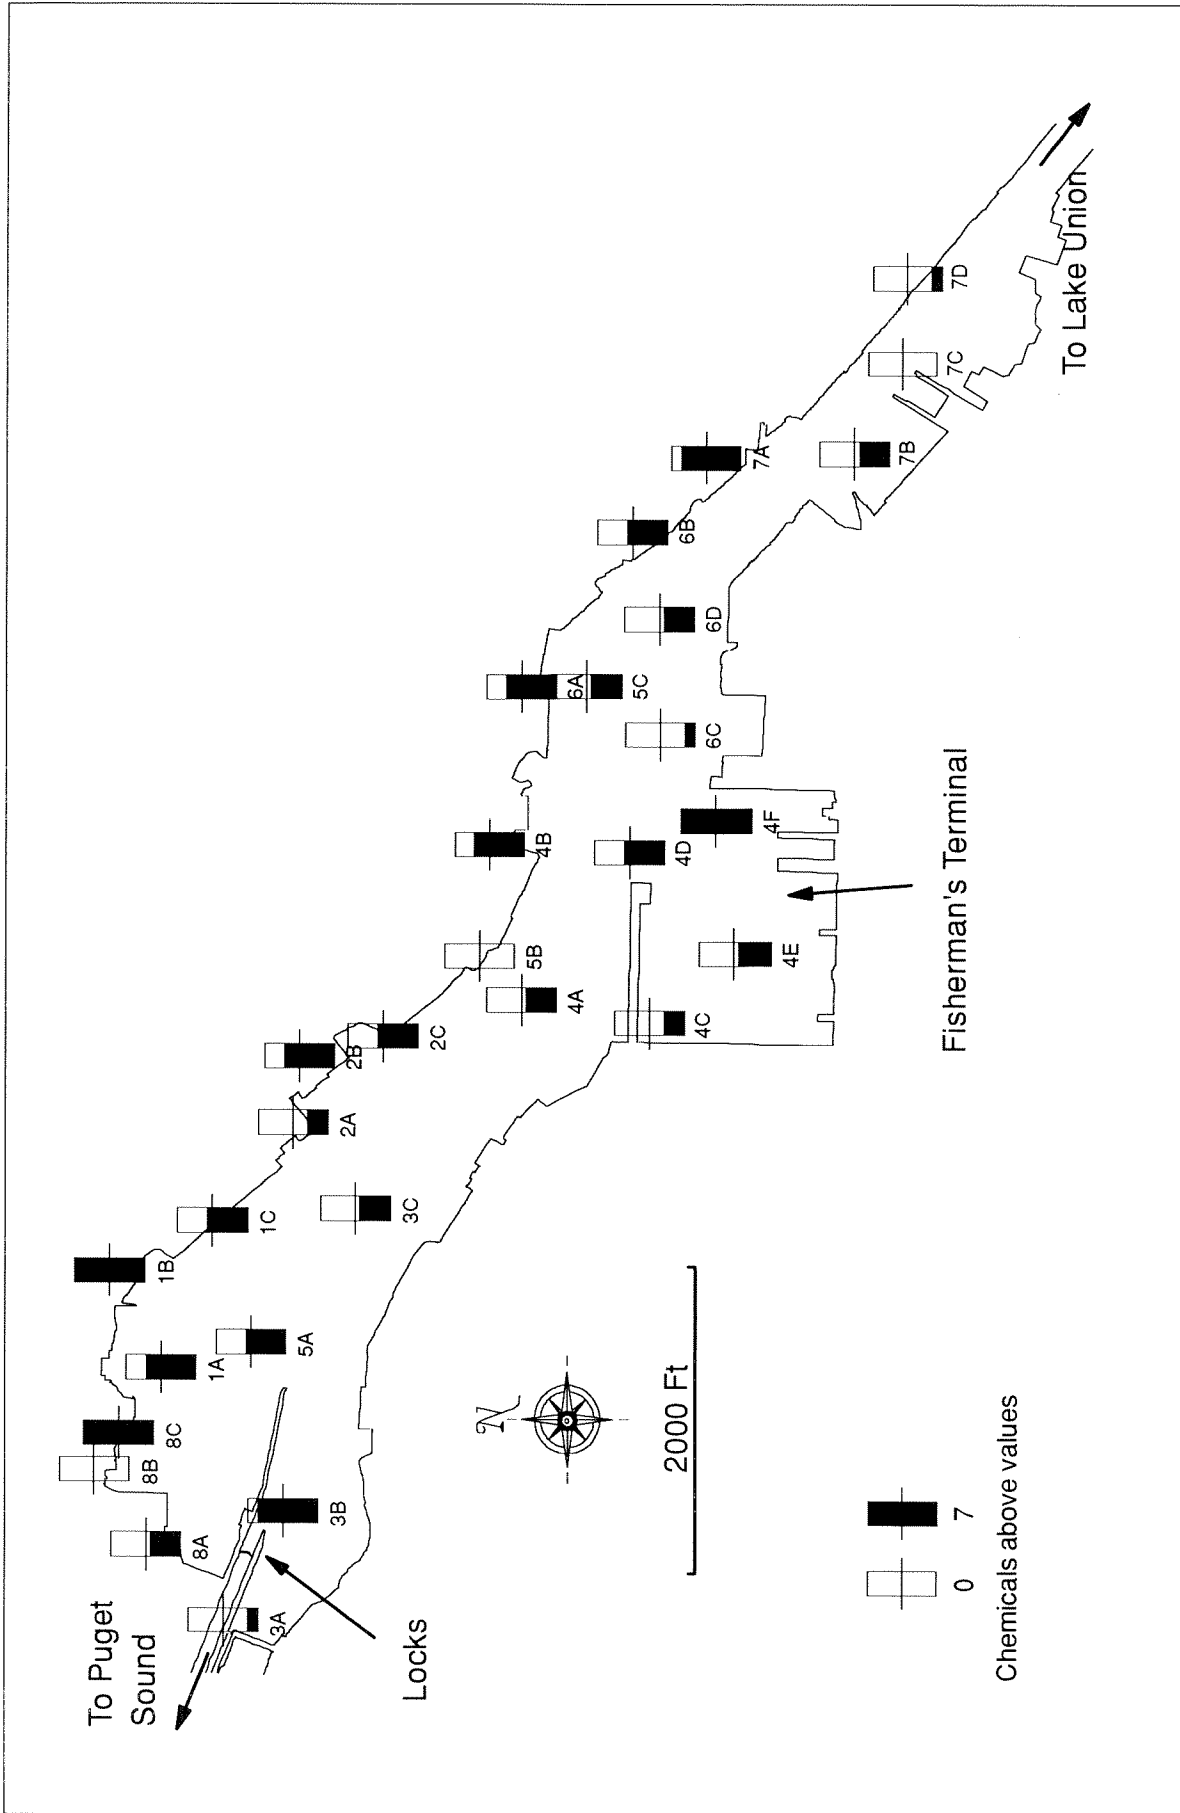 To Puget
Sound
Locks
To Lake Union
Fisherman's Terminal
N
2000 Ft
8A
8B
8C
1A
1B
1C
5A
3A
3B
3C
2A
2B
2C
4A
5B
4B
4C
4E
4D
4F
6A
5C
6C
6D
6B
7A
7B
7C
7D
0
7
Chemicals above values